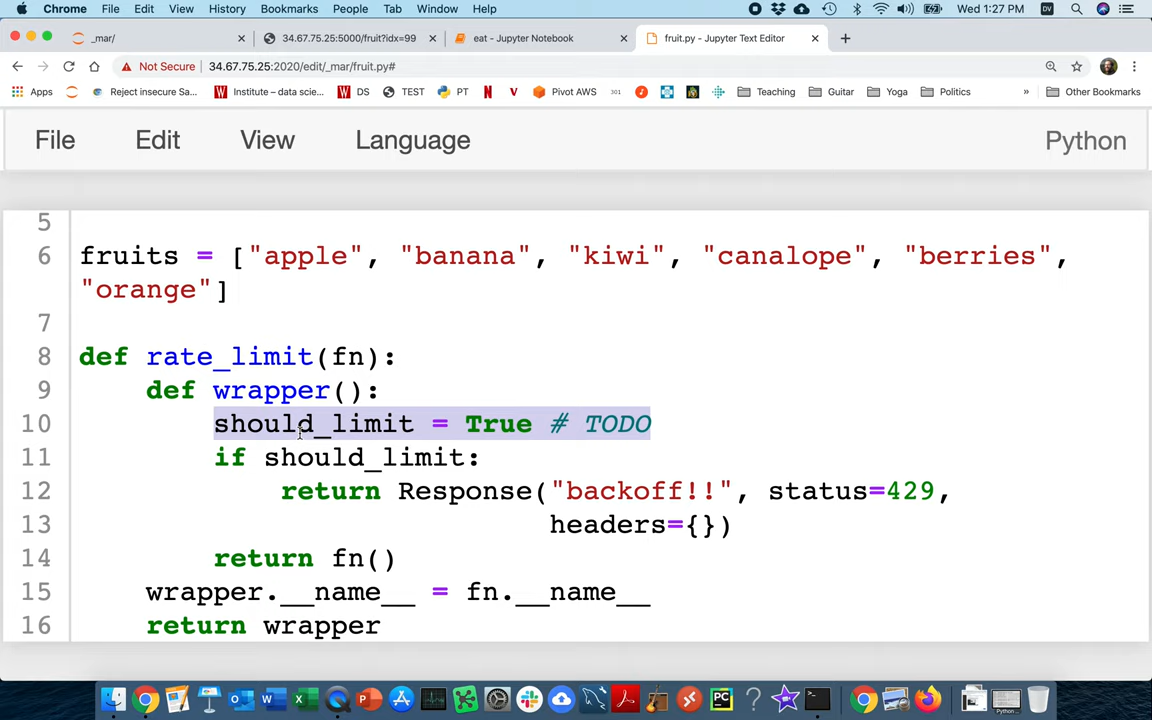 Chrome File Edit View History Bookmarks People Tab Window Help DV Wed 1:27 PM
_mar/ 34.67.75.25:5000/fruit?idx=99 eat - Jupyter Notebook fruit.py - Jupyter Text Editor
Not Secure 34.67.75.25:2020/edit/_mar/fruit.py#
Apps Reject insecure Sa... Institute – data scie... DS TEST PT Pivot AWS 301 Teaching Guitar Yoga Politics » Other Bookmarks
File Edit View Language Python
5
6 fruits = ["apple", "banana", "kiwi", "canalope", "berries",
"orange"]
7
8 def rate_limit(fn):
9 def wrapper():
10 should_limit = True # TODO
11 if should_limit:
12 return Response("backoff!!", status=429,
13 headers={})
14 return fn()
15 wrapper.__name__ = fn.__name__
16 return wrapper